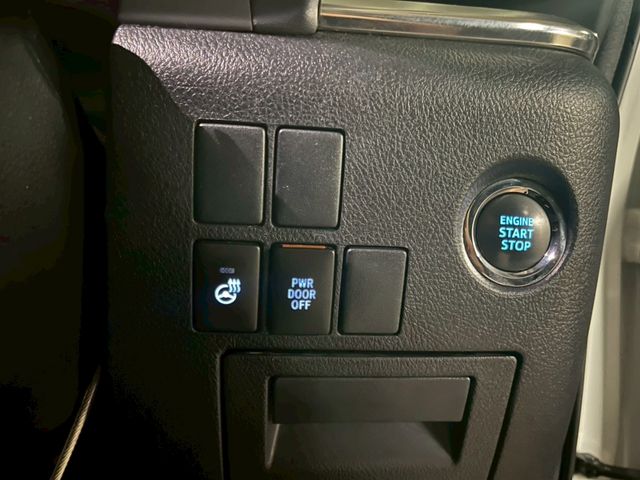 ENGINE
START
STOP
PWR
DOOR
OFF